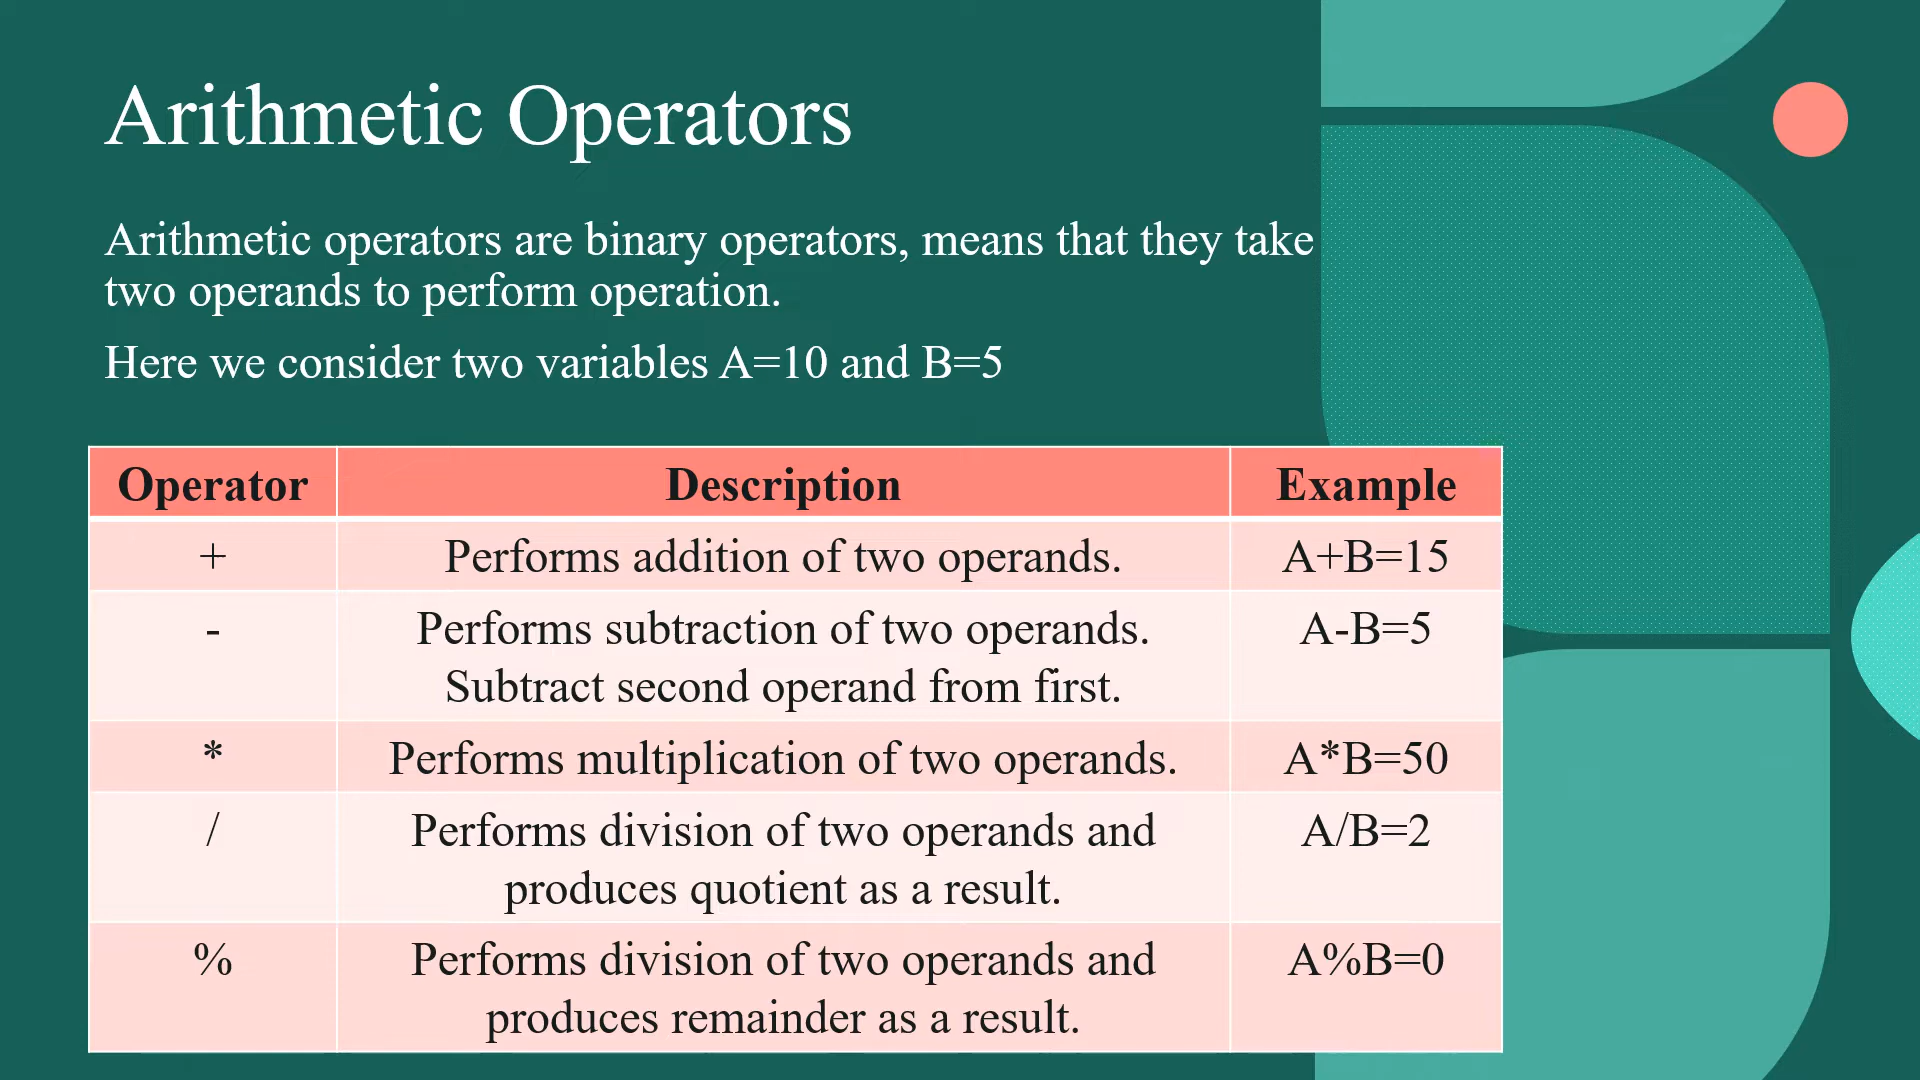 Arithmetic Operators
Arithmetic operators are binary operators, means that they take
two operands to perform operation.
Here we consider two variables A=10 and B=5
Operator Description Example
+ Performs addition of two operands. A+B=15
- Performs subtraction of two operands. A-B=5
Subtract second operand from first.
* Performs multiplication of two operands. A*B=50
/ Performs division of two operands and A/B=2
produces quotient as a result.
% Performs division of two operands and A%B=0
produces remainder as a result.